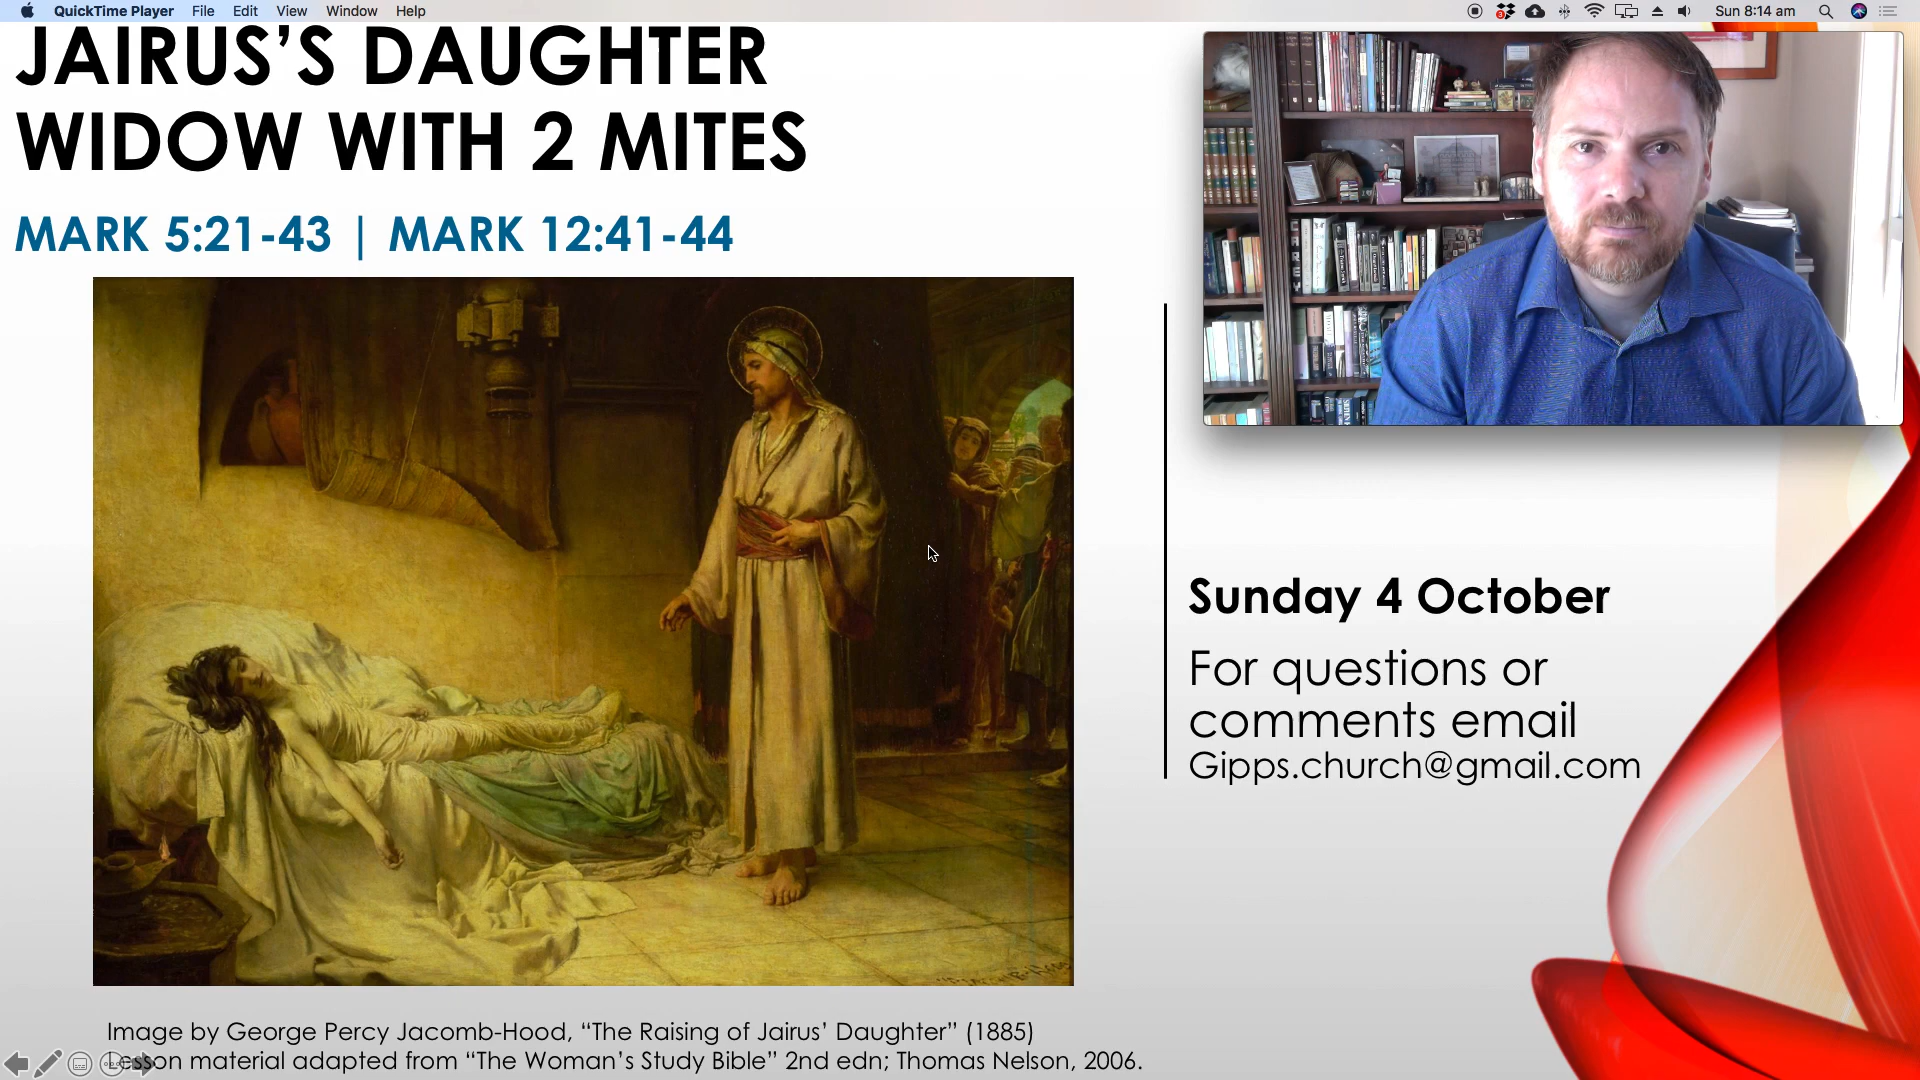 QuickTime Player File Edit View Window Help Sun 8:14 am
JAIRUS’S DAUGHTER
WIDOW WITH 2 MITES
MARK 5:21-43 | MARK 12:41-44
Sunday 4 October
For questions or
comments email
Gipps.church@gmail.com
Image by George Percy Jacomb-Hood, “The Raising of Jairus’ Daughter” (1885)
Lesson material adapted from “The Woman’s Study Bible” 2nd edn; Thomas Nelson, 2006.